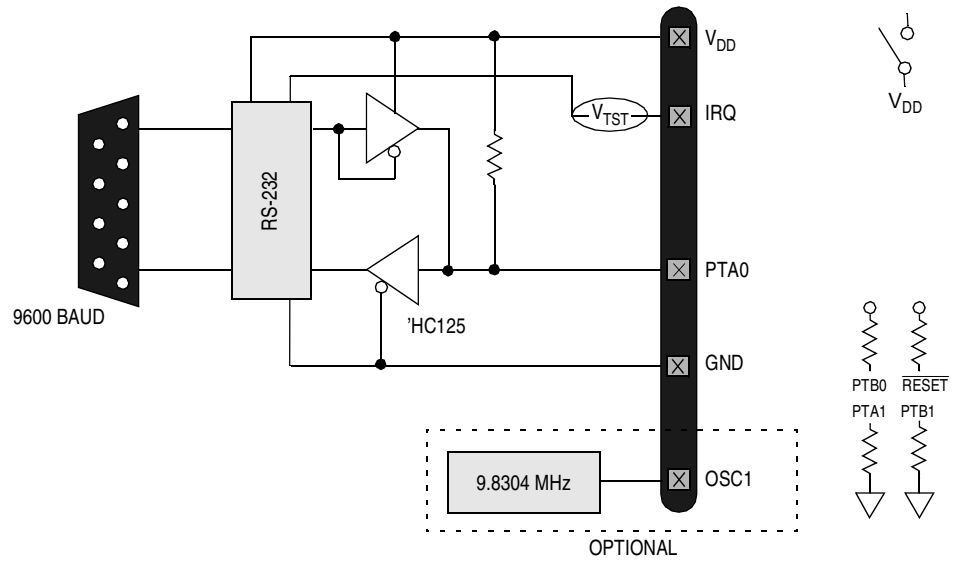 VDD
IRQ
VTST
VDD
RS-232
PTA0
9600 BAUD
'HC125
GND
PTB0 RESET
PTA1 PTB1
9.8304 MHz
OSC1
OPTIONAL